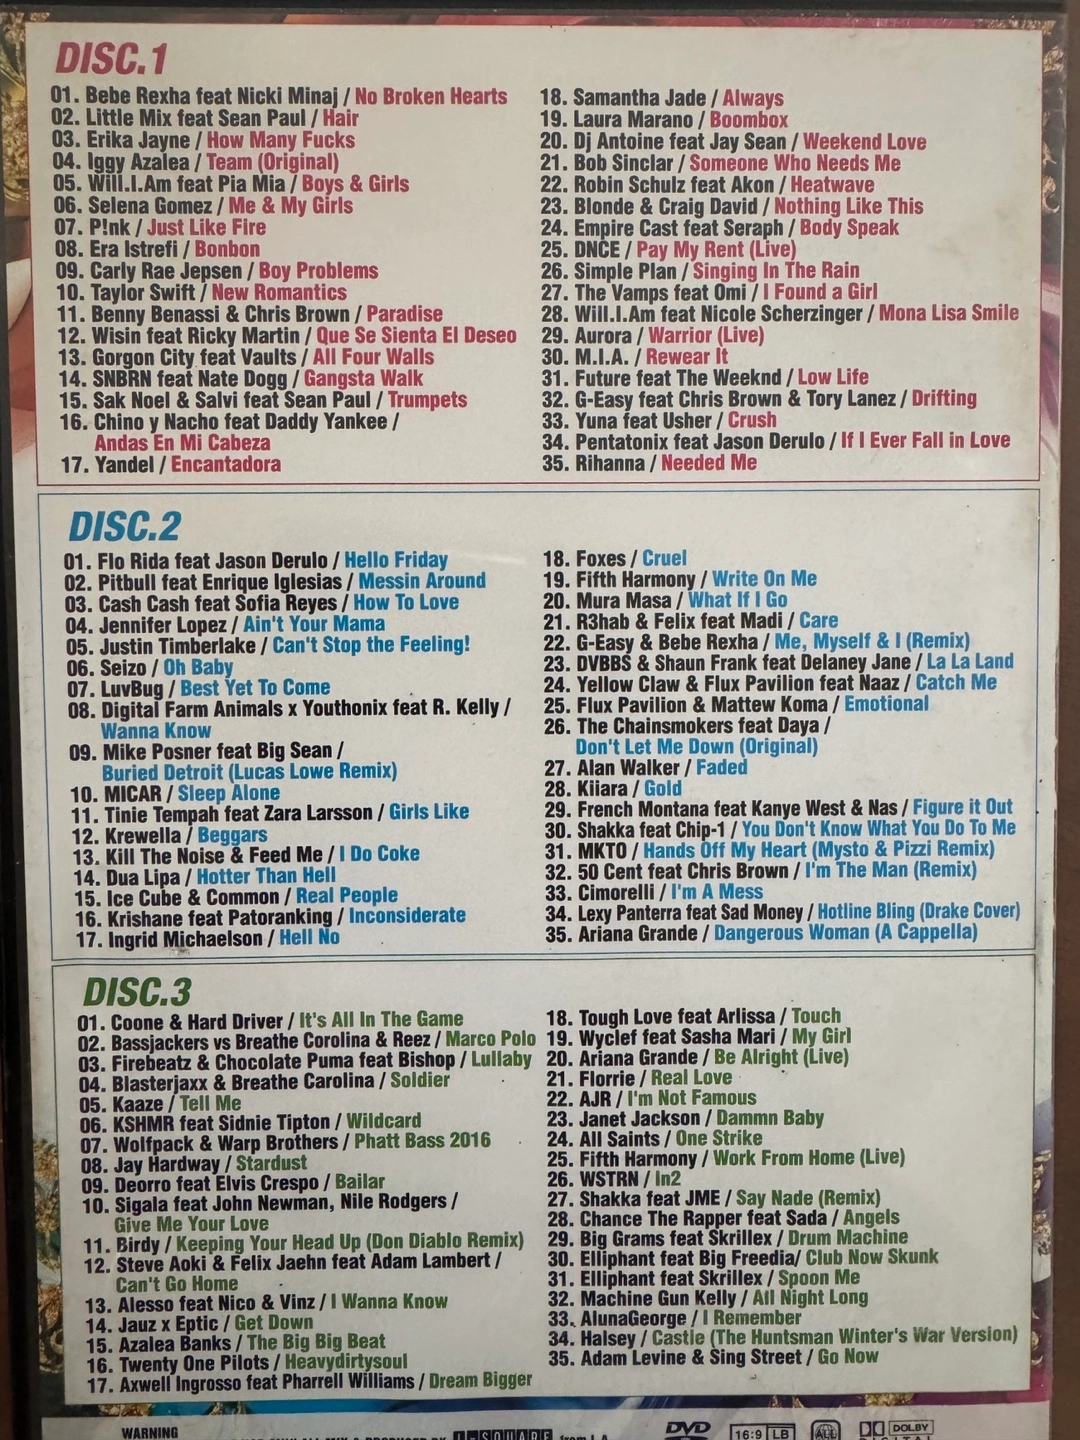 DISC.1
01. Bebe Rexha feat Nicki Minaj / No Broken Hearts
02. Little Mix feat Sean Paul / Hair
03. Erika Jayne / How Many Fucks
04. Iggy Azalea / Team (Original)
05. Will.I.Am feat Pia Mia / Boys & Girls
06. Selena Gomez / Me & My Girls
07. P!nk / Just Like Fire
08. Era Istrefi / Bonbon
09. Carly Rae Jepsen / Boy Problems
10. Taylor Swift / New Romantics
11. Benny Benassi & Chris Brown / Paradise
12. Wisin feat Ricky Martin / Que Se Sienta El Deseo
13. Gorgon City feat Vaults / All Four Walls
14. SNBRN feat Nate Dogg / Gangsta Walk
15. Sak Noel & Salvi feat Sean Paul / Trumpets
16. Chino y Nacho feat Daddy Yankee /
Andas En Mi Cabeza
17. Yandel / Encantadora
18. Samantha Jade / Always
19. Laura Marano / Boombox
20. Dj Antoine feat Jay Sean / Weekend Love
21. Bob Sinclar / Someone Who Needs Me
22. Robin Schulz feat Akon / Heatwave
23. Blonde & Craig David / Nothing Like This
24. Empire Cast feat Seraph / Body Speak
25. DNCE / Pay My Rent (Live)
26. Simple Plan / Singing In The Rain
27. The Vamps feat Omi / I Found a Girl
28. Will.I.Am feat Nicole Scherzinger / Mona Lisa Smile
29. Aurora / Warrior (Live)
30. M.I.A. / Rewear It
31. Future feat The Weeknd / Low Life
32. G-Easy feat Chris Brown & Tory Lanez / Drifting
33. Yuna feat Usher / Crush
34. Pentatonix feat Jason Derulo / If I Ever Fall in Love
35. Rihanna / Needed Me
DISC.2
01. Flo Rida feat Jason Derulo / Hello Friday
02. Pitbull feat Enrique Iglesias / Messin Around
03. Cash Cash feat Sofia Reyes / How To Love
04. Jennifer Lopez / Ain't Your Mama
05. Justin Timberlake / Can't Stop the Feeling!
06. Seizo / Oh Baby
07. LuvBug / Best Yet To Come
08. Digital Farm Animals x Youthonix feat R. Kelly /
Wanna Know
09. Mike Posner feat Big Sean /
Buried Detroit (Lucas Lowe Remix)
10. MICAR / Sleep Alone
11. Tinie Tempah feat Zara Larsson / Girls Like
12. Krewella / Beggars
13. Kill The Noise & Feed Me / I Do Coke
14. Dua Lipa / Hotter Than Hell
15. Ice Cube & Common / Real People
16. Krishane feat Patoranking / Inconsiderate
17. Ingrid Michaelson / Hell No
18. Foxes / Cruel
19. Fifth Harmony / Write On Me
20. Mura Masa / What If I Go
21. R3hab & Felix feat Madi / Care
22. G-Easy & Bebe Rexha / Me, Myself & I (Remix)
23. DVBBS & Shaun Frank feat Delaney Jane / La La Land
24. Yellow Claw & Flux Pavilion feat Naaz / Catch Me
25. Flux Pavilion & Mattew Koma / Emotional
26. The Chainsmokers feat Daya /
Don't Let Me Down (Original)
27. Alan Walker / Faded
28. Kiiara / Gold
29. French Montana feat Kanye West & Nas / Figure it Out
30. Shakka feat Chip-1 / You Don't Know What You Do To Me
31. MKTO / Hands Off My Heart (Mysto & Pizzi Remix)
32. 50 Cent feat Chris Brown / I'm The Man (Remix)
33. Cimorelli / I'm A Mess
34. Lexy Panterra feat Sad Money / Hotline Bling (Drake Cover)
35. Ariana Grande / Dangerous Woman (A Cappella)
DISC.3
01. Coone & Hard Driver / It's All In The Game
02. Bassjackers vs Breathe Corolina & Reez / Marco Polo
03. Firebeatz & Chocolate Puma feat Bishop / Lullaby
04. Blasterjaxx & Breathe Carolina / Soldier
05. Kaaze / Tell Me
06. KSHMR feat Sidnie Tipton / Wildcard
07. Wolfpack & Warp Brothers / Phatt Bass 2016
08. Jay Hardway / Stardust
09. Deorro feat Elvis Crespo / Bailar
10. Sigala feat John Newman, Nile Rodgers /
Give Me Your Love
11. Birdy / Keeping Your Head Up (Don Diablo Remix)
12. Steve Aoki & Felix Jaehn feat Adam Lambert /
Can't Go Home
13. Alesso feat Nico & Vinz / I Wanna Know
14. Jauz x Eptic / Get Down
15. Azalea Banks / The Big Big Beat
16. Twenty One Pilots / Heavydirtysoul
17. Axwell Ingrosso feat Pharrell Williams / Dream Bigger
18. Tough Love feat Arlissa / Touch
19. Wyclef feat Sasha Mari / My Girl
20. Ariana Grande / Be Alright (Live)
21. Florrie / Real Love
22. AJR / I'm Not Famous
23. Janet Jackson / Dammn Baby
24. All Saints / One Strike
25. Fifth Harmony / Work From Home (Live)
26. WSTRN / In2
27. Shakka feat JME / Say Nade (Remix)
28. Chance The Rapper feat Sada / Angels
29. Big Grams feat Skrillex / Drum Machine
30. Elliphant feat Big Freedia/ Club Now Skunk
31. Elliphant feat Skrillex / Spoon Me
32. Machine Gun Kelly / All Night Long
33. AlunaGeorge / I Remember
34. Halsey / Castle (The Huntsman Winter's War Version)
35. Adam Levine & Sing Street / Go Now
WARNING
DVD 16:9 LB ALL DOLBY